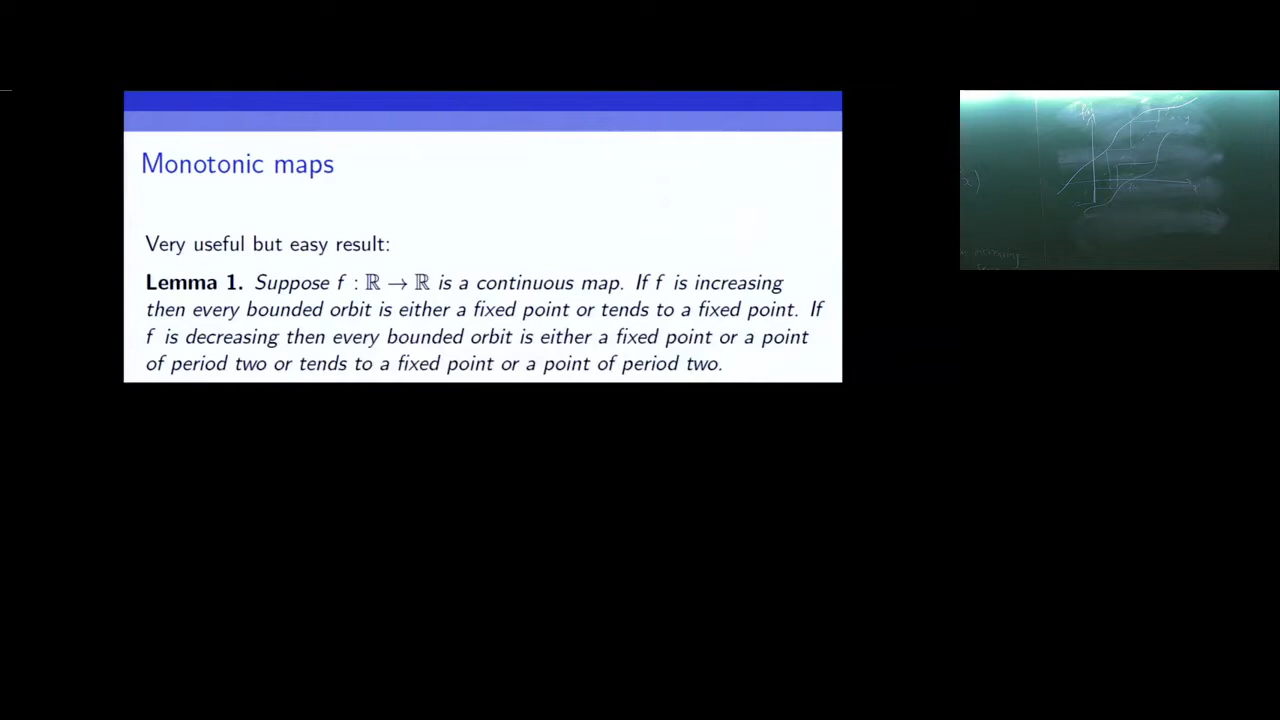 Monotonic maps
Very useful but easy result:
Lemma 1. Suppose f : ℝ → ℝ is a continuous map. If f is increasing
then every bounded orbit is either a fixed point or tends to a fixed point. If
f is decreasing then every bounded orbit is either a fixed point or a point
of period two or tends to a fixed point or a point of period two.
increasing